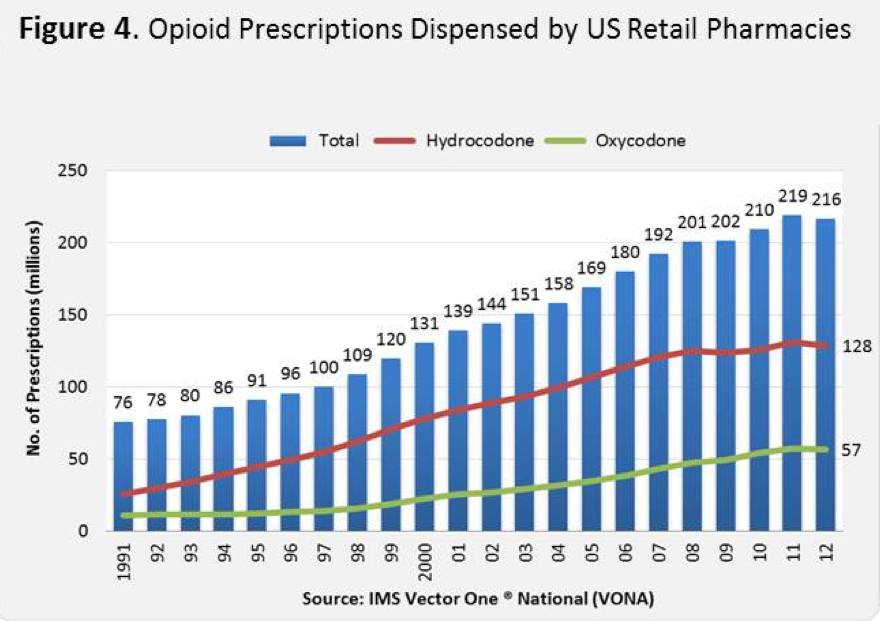 Figure 4. Opioid Prescriptions Dispensed by US Retail Pharmacies
Total Hydrocodone Oxycodone
No. of Prescriptions (millions)
250
200
150
100
50
0
76 78 80 86 91 96 100 109 120 131 139 144 151 158 169 180 192 201 202 210 219 216
128
57
1991 92 93 94 95 96 97 98 99 2000 01 02 03 04 05 06 07 08 09 10 11 12
Source: IMS Vector One ® National (VONA)